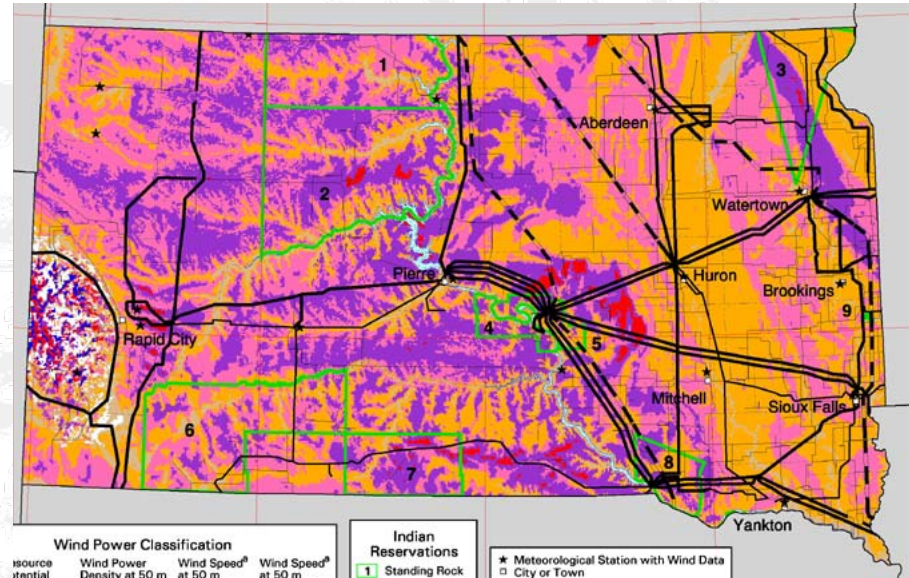 1
3
Aberdeen
2
Watertown
Pierre
Huron
Brookings
9
Rapid City
4
5
Mitchell
Sioux Falls
6
7
8
Yankton
Wind Power Classification
Wind Power Wind Speed a Wind Speed a
Density at 50 m at 50 m at 50 m
Indian
Reservations
1 Standing Rock
★ Meteorological Station with Wind Data
□ City or Town